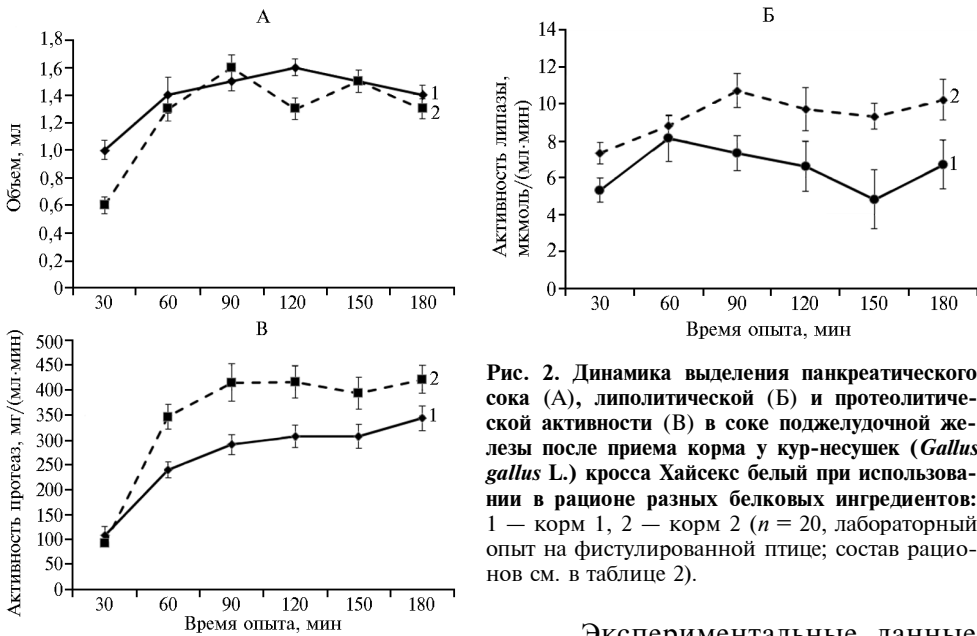 А
Объем, мл
1,8
1,6
1,4
1,2
1,0
0,8
0,6
0,4
0,2
0
1
2
30 60 90 120 150 180
Б
Активность липазы,
мкмоль/(мл·мин)
14
12
10
8
6
4
2
0
2
1
30 60 90 120 150 180
Время опыта, мин
В
Активность протеаз, мг/(мл·мин)
500
450
400
350
300
250
200
150
100
50
0
2
1
30 60 90 120 150 180
Время опыта, мин
Рис. 2. Динамика выделения панкреатического
сока (А), липолитической (Б) и протеолитиче-
ской активности (В) в соке поджелудочной же-
лезы после приема корма у кур-несушек (Gallus
gallus L.) кросса Хайсекс белый при использова-
нии в рационе разных белковых ингредиентов:
1 — корм 1, 2 — корм 2 (n = 20, лабораторный
опыт на фистулированной птице; состав рацио-
нов см. в таблице 2).
Экспериментальные данные